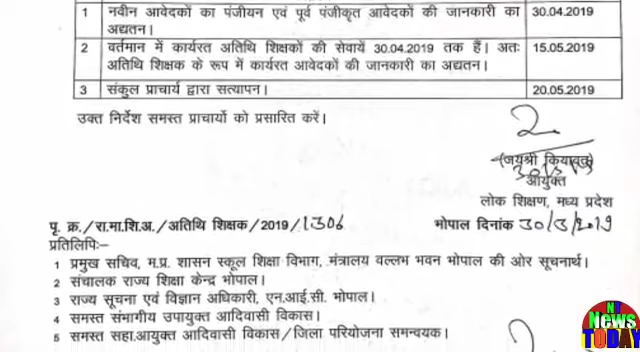 1 नवीन आवेदकों का पंजीयन एवं पूर्व पंजीकृत आवेदकों की जानकारी का 30.04.2019
अद्यतन।
2 वर्तमान में कार्यरत अतिथि शिक्षकों की सेवायें 30.04.2019 तक हैं। अतः 15.05.2019
अतिथि शिक्षक के रूप में कार्यरत आवेदकों की जानकारी का अद्यतन।
3 संकुल प्राचार्य द्वारा सत्यापन। 20.05.2019
उक्त निर्देश समस्त प्राचार्यो को प्रसारित करें।
(जयश्री कियावत)
आयुक्त
लोक शिक्षण, मध्य प्रदेश
पृ. क्र./रा.मा.शि.अ./अतिथि शिक्षक/2019/1306 भोपाल दिनांक 30/3/2019
प्रतिलिपिः–
1 प्रमुख सचिव, म.प्र. शासन स्कूल शिक्षा विभाग, मंत्रालय वल्लभ भवन भोपाल की ओर सूचनार्थ।
2 संचालक राज्य शिक्षा केन्द्र भोपाल।
3 राज्य सूचना एवं विज्ञान अधिकारी, एन.आई.सी. भोपाल।
4 समस्त संभागीय उपायुक्त आदिवासी विकास।
5 समस्त सहा.आयुक्त आदिवासी विकास/जिला परियोजना समन्वयक।
NT
News
TODAY